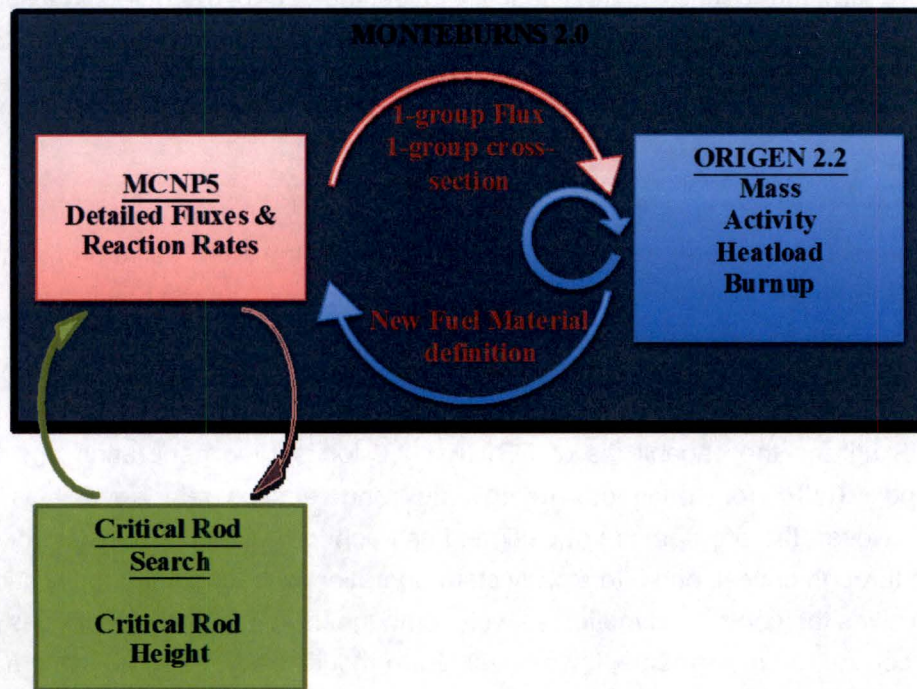 MONTEBURNS 2.0
1-group Flux
1-group cross-
section
MCNP5
Detailed Fluxes &
Reaction Rates
ORIGEN 2.2
Mass
Activity
Heatload
Burnup
New Fuel Material
definition
Critical Rod
Search
Critical Rod
Height